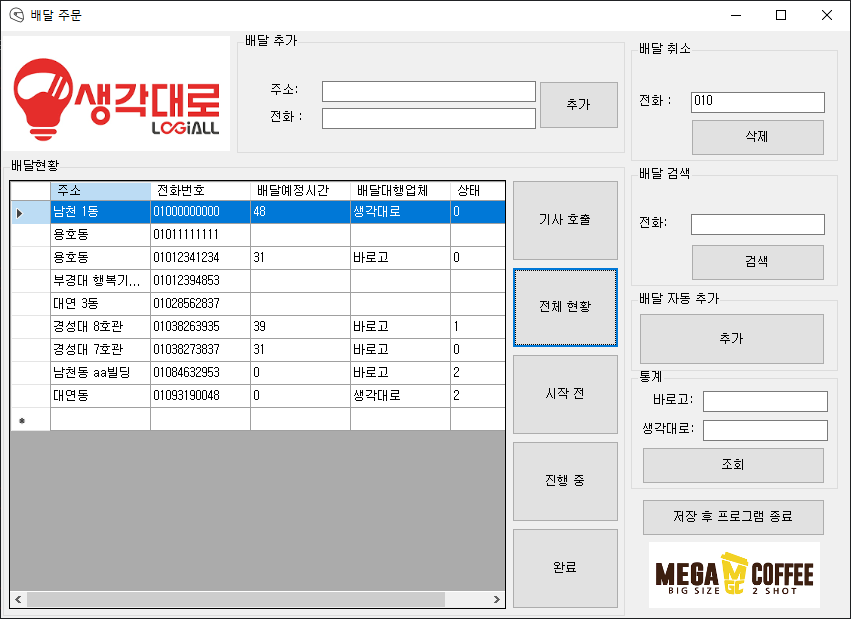 배달 주문
생각대로
LOGiALL
배달 추가
주소:
전화 :
추가
배달 취소
전화 :
010
삭제
배달현황
주소 전화번호 배달예정시간 배달대행업체 상태
남천 1동 01000000000 48 생각대로 0
용호동 01011111111
용호동 01012341234 31 바로고 0
부경대 행복기... 01012394853
대연 3동 01028562837
경성대 8호관 01038263935 39 바로고 1
경성대 7호관 01038273837 31 바로고 0
남천동 aa빌딩 01084632953 0 바로고 2
대연동 01093190048 0 생각대로 2
기사 호출
전체 현황
시작 전
진행 중
완료
배달 검색
전화:
검색
배달 자동 추가
추가
통계
바로고:
생각대로:
조회
저장 후 프로그램 종료
MEGA MGC COFFEE
BIG SIZE 2 SHOT